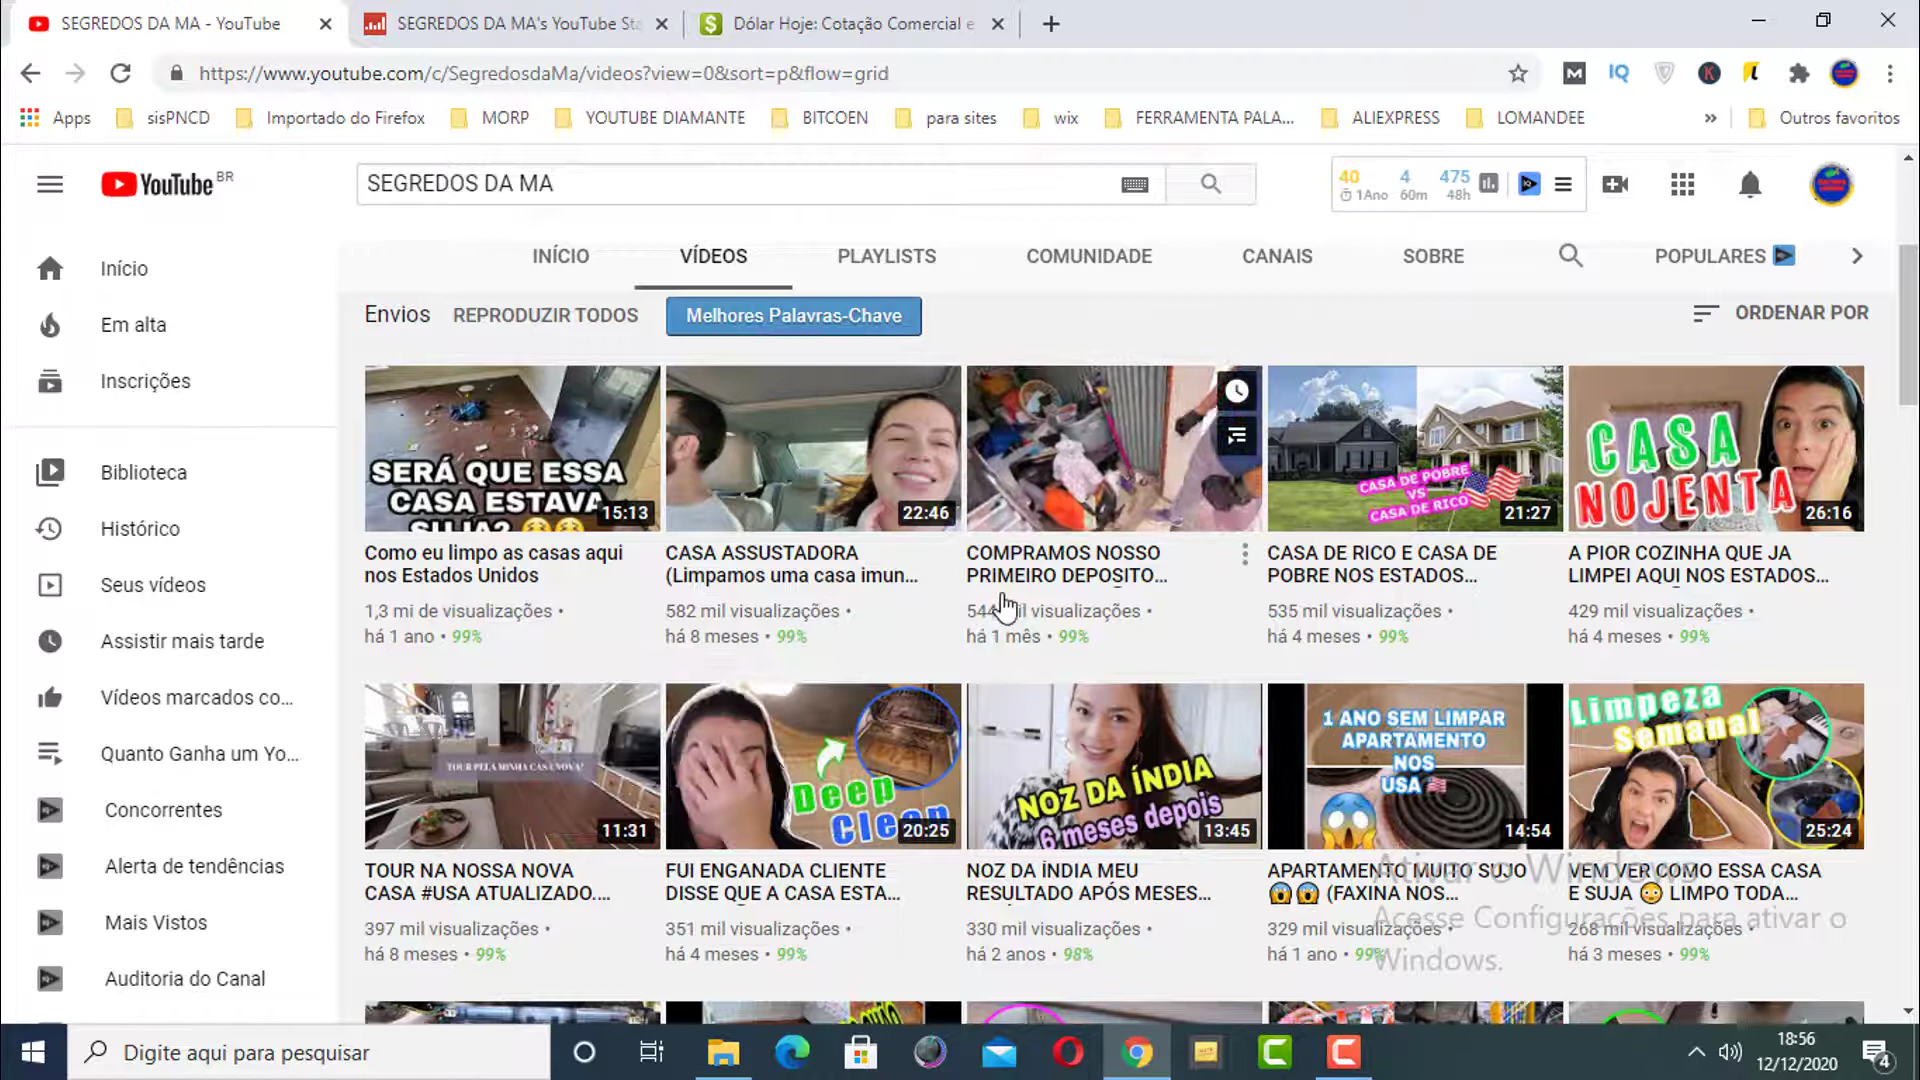 SEGREDOS DA MA - YouTube
SEGREDOS DA MA's YouTube Sta
Dólar Hoje: Cotação Comercial e
https://www.youtube.com/c/SegredosdaMa/videos?view=0&sort=p&flow=grid
Apps
sisPNCD
Importado do Firefox
MORP
YOUTUBE DIAMANTE
BITCOEN
para sites
wix
FERRAMENTA PALA...
ALIEXPRESS
LOMANDEE
Outros favoritos
YouTube BR
SEGREDOS DA MA
40 4 475
1Ano 60m 48h
INÍCIO
VÍDEOS
PLAYLISTS
COMUNIDADE
CANAIS
SOBRE
POPULARES
Início
Em alta
Inscrições
Biblioteca
Histórico
Seus vídeos
Assistir mais tarde
Vídeos marcados co...
Quanto Ganha um Yo...
Concorrentes
Alerta de tendências
Mais Vistos
Auditoria do Canal
Envios
REPRODUZIR TODOS
Melhores Palavras-Chave
ORDENAR POR
SERÁ QUE ESSA
CASA ESTAVA
SUJA?
15:13
22:46
CASA DE POBRE
VS
CASA DE RICO
21:27
CASA
NOJENTA
26:16
Como eu limpo as casas aqui
nos Estados Unidos
1,3 mi de visualizações •
há 1 ano • 99%
CASA ASSUSTADORA
(Limpamos uma casa imun...
582 mil visualizações •
há 8 meses • 99%
COMPRAMOS NOSSO
PRIMEIRO DEPOSITO...
544 mil visualizações •
há 1 mês • 99%
CASA DE RICO E CASA DE
POBRE NOS ESTADOS...
535 mil visualizações •
há 4 meses • 99%
A PIOR COZINHA QUE JA
LIMPEI AQUI NOS ESTADOS...
429 mil visualizações •
há 4 meses • 99%
TOUR PELA MINHA CASA NOVA!
11:31
Deep
Clean
20:25
NOZ DA ÍNDIA
6 meses depois
13:45
1 ANO SEM LIMPAR
APARTAMENTO
NOS
USA
14:54
Limpeza
Semanal
25:24
TOUR NA NOSSA NOVA
CASA #USA ATUALIZADO....
397 mil visualizações •
há 8 meses • 99%
FUI ENGANADA CLIENTE
DISSE QUE A CASA ESTA...
351 mil visualizações •
há 4 meses • 99%
NOZ DA ÍNDIA MEU
RESULTADO APÓS MESES...
330 mil visualizações •
há 2 anos • 98%
APARTAMENTO MUITO SUJO
😱😱 (FAXINA NOS...
329 mil visualizações •
há 1 ano • 99%
VEM VER COMO ESSA CASA
E SUJA 😳 LIMPO TODA...
268 mil visualizações •
há 3 meses • 99%
Ativar o Windows
Acesse Configurações para ativar o
Windows.
Digite aqui para pesquisar
18:56
12/12/2020
4